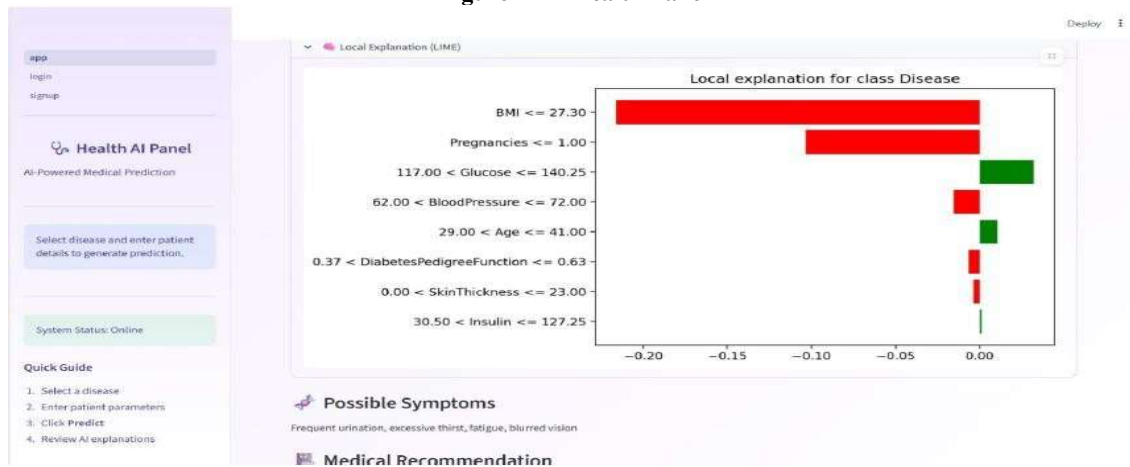 Deploy
app
login
signup
Health AI Panel
AI-Powered Medical Prediction
Select disease and enter patient
details to generate prediction.
System Status: Online
Quick Guide
1. Select a disease
2. Enter patient parameters
3. Click Predict
4. Review AI explanations
Local Explanation (LIME)
Local explanation for class Disease
BMI <= 27.30
Pregnancies <= 1.00
117.00 < Glucose <= 140.25
62.00 < BloodPressure <= 72.00
29.00 < Age <= 41.00
0.37 < DiabetesPedigreeFunction <= 0.63
0.00 < SkinThickness <= 23.00
30.50 < Insulin <= 127.25
−0.20 −0.15 −0.10 −0.05 0.00
Possible Symptoms
Frequent urination, excessive thirst, fatigue, blurred vision
Medical Recommendation